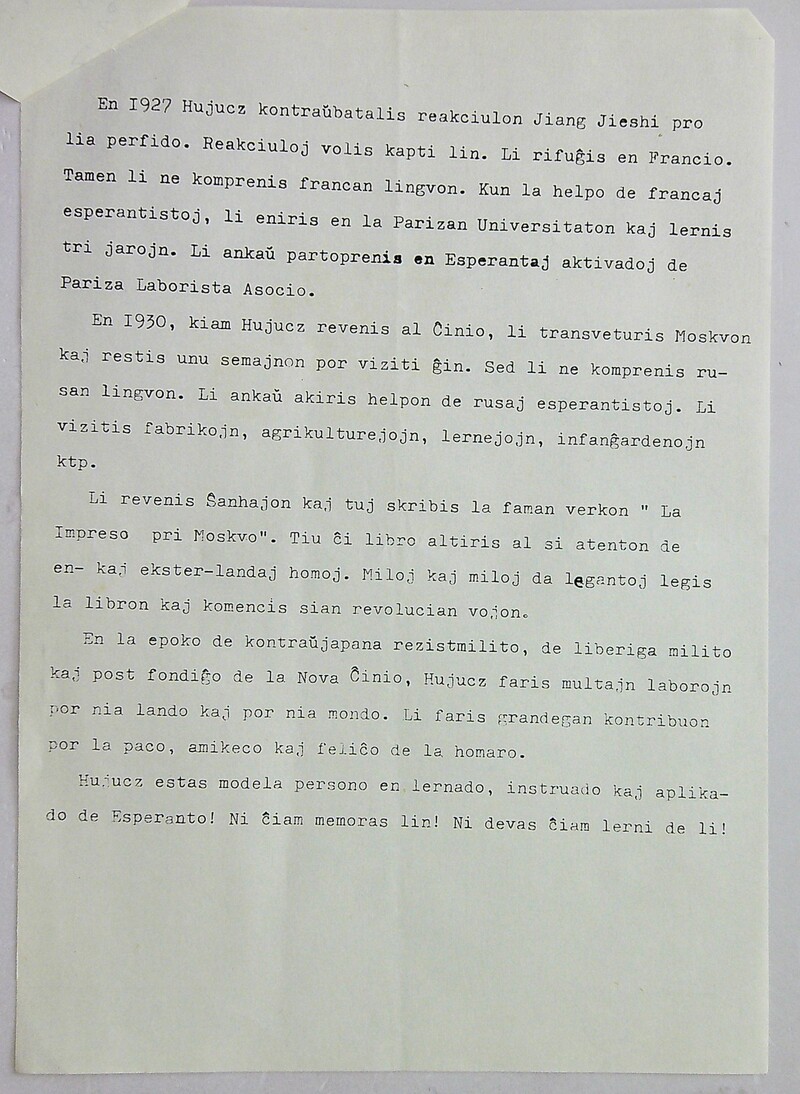 En 1927 Hujucz kontraŭbatalis reakciulon Jiang Jieshi pro
lia perfido. Reakciuloj volis kapti lin. Li rifuĝis en Francio.
Tamen li ne komprenis francan lingvon. Kun la helpo de francaj
esperantistoj, li eniris en la Parizan Universitaton kaj lernis
tri jarojn. Li ankaŭ partoprenis en Esperantaj aktivadoj de
Pariza Laborista Asocio.
En 1930, kiam Hujucz revenis al Ĉinio, li transveturis Moskvon
kaj restis unu semajnon por viziti ĝin. Sed li ne komprenis ru-
san lingvon. Li ankaŭ akiris helpon de rusaj esperantistoj. Li
vizitis fabrikojn, agrikulturejojn, lernejojn, infanĝardenojn
ktp.
Li revenis Ŝanhajon kaj tuj skribis la faman verkon " La
Impreso pri Moskvo". Tiu ĉi libro altiris al si atenton de
en- kaj ekster-landaj homoj. Miloj kaj miloj da legantoj legis
la libron kaj komencis sian revolucian vojon.
En la epoko de kontraŭjapana rezistmilito, de liberiga milito
kaj post fondiĝo de la Nova Ĉinio, Hujucz faris multajn laborojn
por nia lando kaj por nia mondo. Li faris grandegan kontribuon
por la paco, amikeco kaj feliĉo de la homaro.
Hujucz estas modela persono en lernado, instruado kaj aplika-
do de Esperanto! Ni ĉiam memoras lin! Ni devas ĉiam lerni de li!